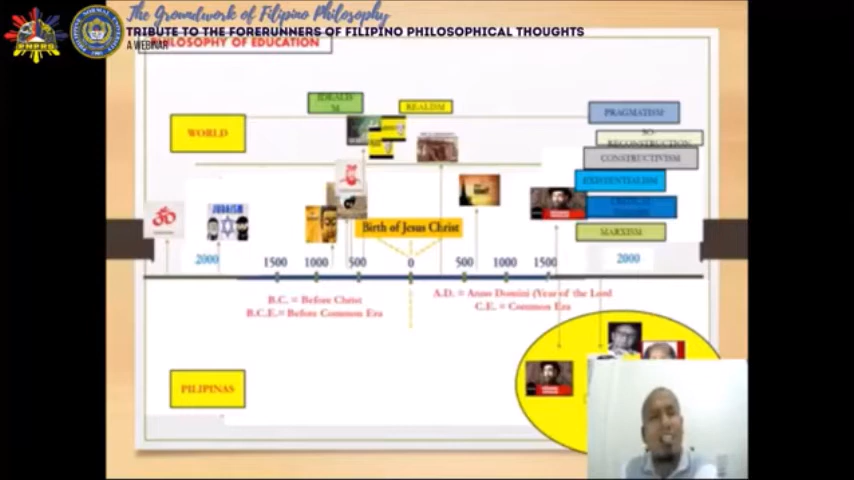 The Groundwork of Filipino Philosophy
TRIBUTE TO THE FORERUNNERS OF FILIPINO PHILOSOPHICAL THOUGHTS
A WEBINAR
PHILOSOPHY OF EDUCATION
IDEALIS
M
REALISM
PRAGMATISM
WORLD
RECONSTRUCTION
CONSTRUCTIVISM
EXISTENTIALISM
JUDAISM
Birth of Jesus Christ
MARXISM
2000
1500
1000
500
0
500
1000
1500
2000
B.C. = Before Christ
B.C.E.= Before Common Era
A.D. = Anno Domini (Year of the Lord
C.E. = Common Era
PILIPINAS